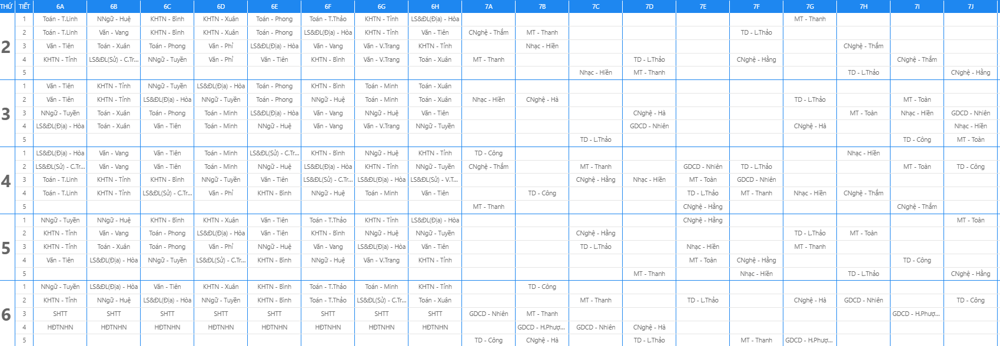 THỨ TIẾT 6A 6B 6C 6D 6E 6F 6G 6H 7A 7B 7C 7D 7E 7F 7G 7H 7I 7J
2
1 Toán - T.Linh NNgữ - Huệ KHTN - Bình KHTN - Xuân Toán - Phong Toán - T.Thảo KHTN - Tỉnh LS&ĐL(Địa) - Hòa MT - Thanh
2 Toán - T.Linh Văn - Vang KHTN - Bình KHTN - Xuân Toán - Phong LS&ĐL(Địa) - Hòa KHTN - Tỉnh Văn - Tiên CNghệ - Thắm MT - Thanh TD - L.Thảo
3 Văn - Tiên Toán - Xuân Toán - Phong Văn - Phỉ LS&ĐL(Địa) - Hòa Văn - Vang Văn - V.Trang KHTN - Tỉnh Nhạc - Hiền CNghệ - Thắm
4 KHTN - Tỉnh LS&ĐL(Sử) - C.Tr... NNgữ - Tuyền Văn - Phỉ Văn - Tiên KHTN - Bình Văn - V.Trang Toán - Xuân MT - Thanh TD - L.Thảo CNghệ - Hằng CNghệ - Thắm
5 Nhạc - Hiền MT - Thanh TD - L.Thảo CNghệ - Hằng
3
1 Văn - Tiên KHTN - Tỉnh NNgữ - Tuyền LS&ĐL(Địa) - Hòa Toán - Phong KHTN - Bình Toán - Minh Toán - Xuân
2 Văn - Tiên KHTN - Tỉnh LS&ĐL(Địa) - Hòa NNgữ - Tuyền Toán - Phong NNgữ - Huệ Toán - Minh Toán - Xuân Nhạc - Hiền CNghệ - Hà TD - L.Thảo MT - Toàn
3 NNgữ - Tuyền Toán - Xuân Toán - Phong Toán - Minh LS&ĐL(Địa) - Hòa Văn - Vang NNgữ - Huệ Văn - Tiên CNghệ - Hà MT - Toàn Nhạc - Hiền GDCD - Nhiên
4 LS&ĐL(Địa) - Hòa Toán - Xuân Văn - Tiên Toán - Minh NNgữ - Huệ Văn - Vang Văn - V.Trang NNgữ - Tuyền GDCD - Nhiên CNghệ - Hà Nhạc - Hiền
5 TD - L.Thảo TD - Công MT - Toàn
4
1 LS&ĐL(Địa) - Hòa Văn - Vang Văn - Tiên Toán - Minh LS&ĐL(Sử) - C.Tr... KHTN - Bình NNgữ - Huệ KHTN - Tỉnh TD - Công Nhạc - Hiền
2 LS&ĐL(Sử) - C.Tr... Văn - Vang Văn - Tiên Toán - Minh NNgữ - Huệ LS&ĐL(Địa) - Hòa KHTN - Tỉnh NNgữ - Tuyền CNghệ - Thắm MT - Thanh GDCD - Nhiên TD - L.Thảo MT - Toàn TD - Công
3 Toán - T.Linh KHTN - Tỉnh KHTN - Bình NNgữ - Tuyền Văn - Tiên LS&ĐL(Sử) - C.Tr... LS&ĐL(Địa) - Hòa LS&ĐL(Sử) - V.T... CNghệ - Hằng Nhạc - Hiền MT - Toàn GDCD - Nhiên
4 Toán - T.Linh KHTN - Tỉnh LS&ĐL(Sử) - C.Tr... Văn - Phỉ KHTN - Bình NNgữ - Huệ Toán - Minh Văn - Tiên TD - Công TD - L.Thảo MT - Thanh Nhạc - Hiền CNghệ - Thắm
5 MT - Thanh CNghệ - Hằng CNghệ - Thắm
5
1 NNgữ - Tuyền NNgữ - Huệ KHTN - Bình KHTN - Xuân Văn - Tiên Toán - T.Thảo KHTN - Tỉnh LS&ĐL(Địa) - Hòa CNghệ - Hằng MT - Toàn
2 KHTN - Tỉnh Văn - Vang Toán - Phong LS&ĐL(Địa) - Hòa Văn - Tiên KHTN - Bình NNgữ - Huệ NNgữ - Tuyền CNghệ - Hằng TD - L.Thảo MT - Toàn
3 KHTN - Tỉnh Toán - Xuân Toán - Phong Văn - Phỉ NNgữ - Huệ Văn - Vang LS&ĐL(Địa) - Hòa Văn - Tiên TD - L.Thảo Nhạc - Hiền MT - Thanh
4 Văn - Tiên LS&ĐL(Địa) - Hòa NNgữ - Tuyền LS&ĐL(Sử) - C.Tr... KHTN - Bình NNgữ - Huệ Văn - V.Trang KHTN - Tỉnh MT - Toàn CNghệ - Hằng TD - Công
5 MT - Thanh Nhạc - Hiền TD - L.Thảo CNghệ - Hằng
6
1 NNgữ - Tuyền LS&ĐL(Địa) - Hòa Văn - Tiên KHTN - Xuân KHTN - Bình Toán - T.Thảo Toán - Minh KHTN - Tỉnh TD - Công
2 KHTN - Tỉnh NNgữ - Huệ LS&ĐL(Địa) - Hòa NNgữ - Tuyền KHTN - Bình Toán - T.Thảo LS&ĐL(Sử) - C.Tr... Toán - Xuân MT - Thanh TD - L.Thảo CNghệ - Hà GDCD - Nhiên TD - Công
3 SHTT SHTT SHTT SHTT SHTT SHTT SHTT SHTT GDCD - Nhiên MT - Thanh GDCD - H.Phượ...
4 HĐTNHN HĐTNHN HĐTNHN HĐTNHN HĐTNHN HĐTNHN HĐTNHN HĐTNHN GDCD - H.Phượ... GDCD - Nhiên CNghệ - Hà
5 TD - Công CNghệ - Hà TD - L.Thảo MT - Thanh GDCD - H.Phượ...